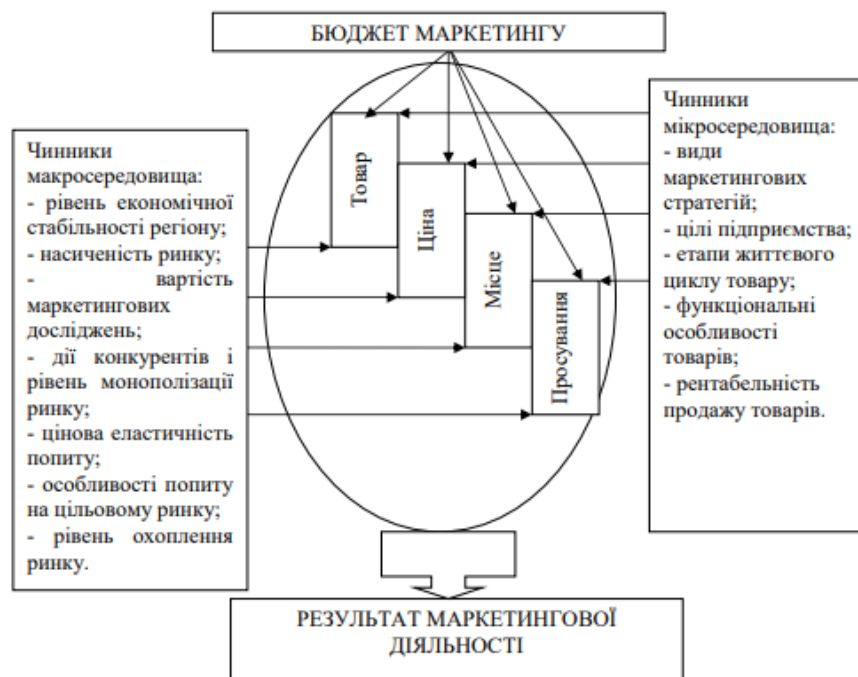 БЮДЖЕТ МАРКЕТИНГУ
Чинники
макросередовища:
- рівень економічної
стабільності регіону;
- насиченість ринку;
- вартість
маркетингових
досліджень;
- дії конкурентів і
рівень монополізації
ринку;
- цінова еластичність
попиту;
- особливості попиту
на цільовому ринку;
- рівень охоплення
ринку.
Товар
Ціна
Місце
Просування
Чинники
мікросередовища:
- види
маркетингових
стратегій;
- цілі підприємства;
- етапи життєвого
циклу товару;
- функціональні
особливості
товарів;
- рентабельність
продажу товарів.
РЕЗУЛЬТАТ МАРКЕТИНГОВОЇ
ДІЯЛЬНОСТІ